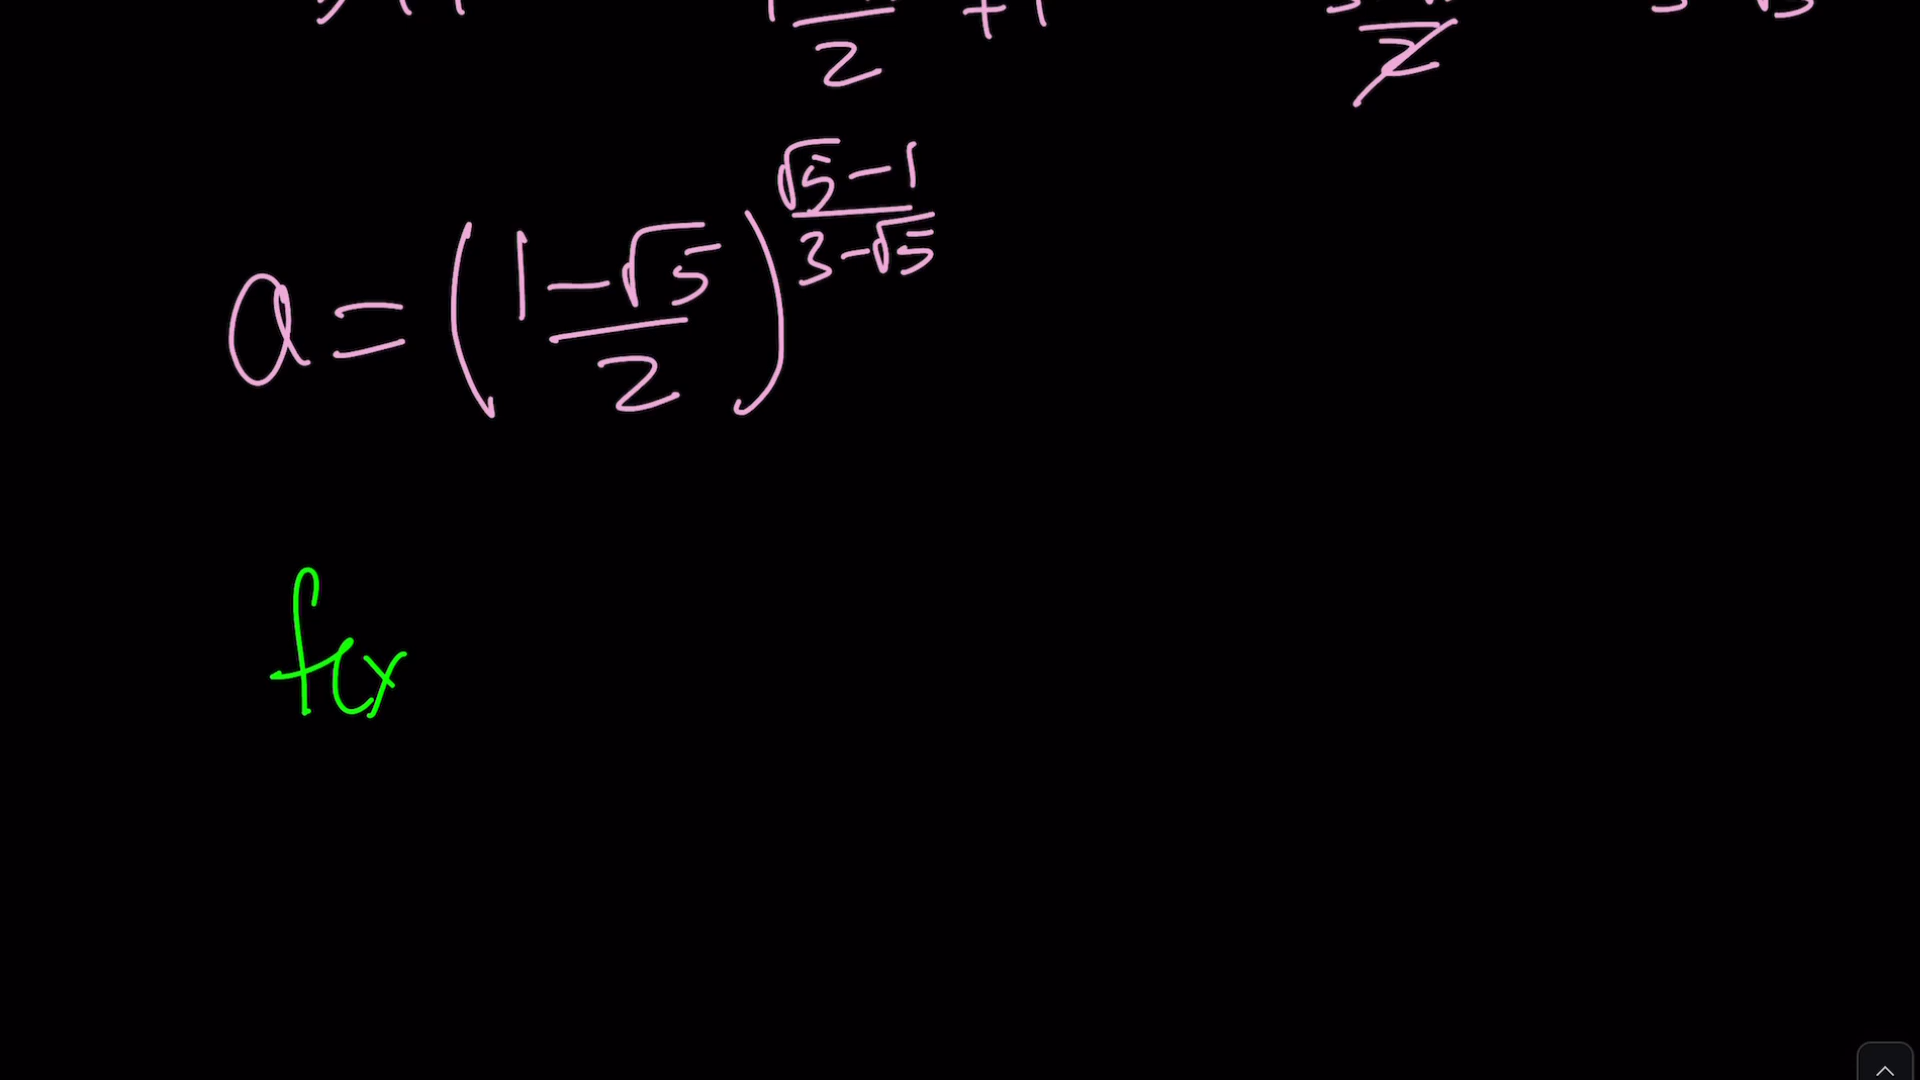 a = ((1-√5)/2)^((√5-1)/(3-√5))
f(x